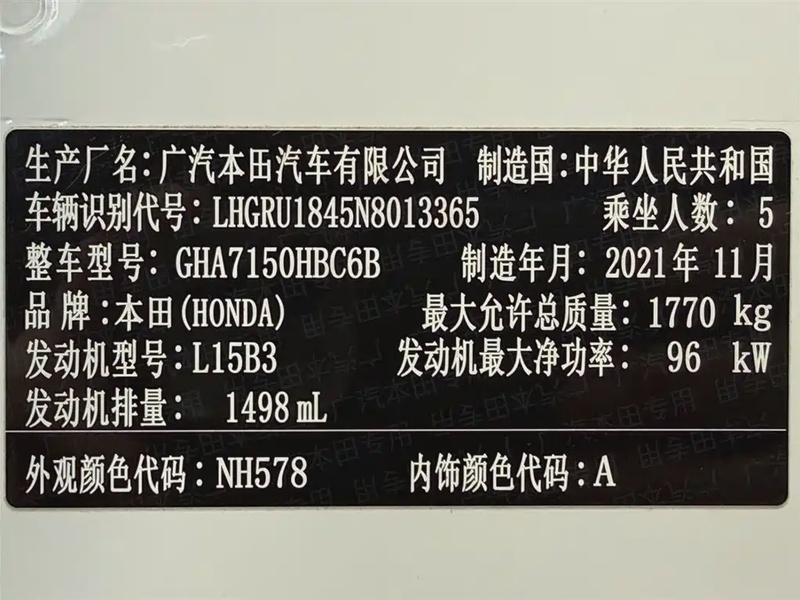 生产厂名:广汽本田汽车有限公司 制造国:中华人民共和国
车辆识别代号:LHGRU1845N8013365 乘坐人数:5
整车型号:GHA7150HBC6B 制造年月:2021年11月
品牌:本田(HONDA) 最大允许总质量:1770 kg
发动机型号:L15B3 发动机最大净功率:96 kW
发动机排量:1498mL
外观颜色代码:NH578 内饰颜色代码:A